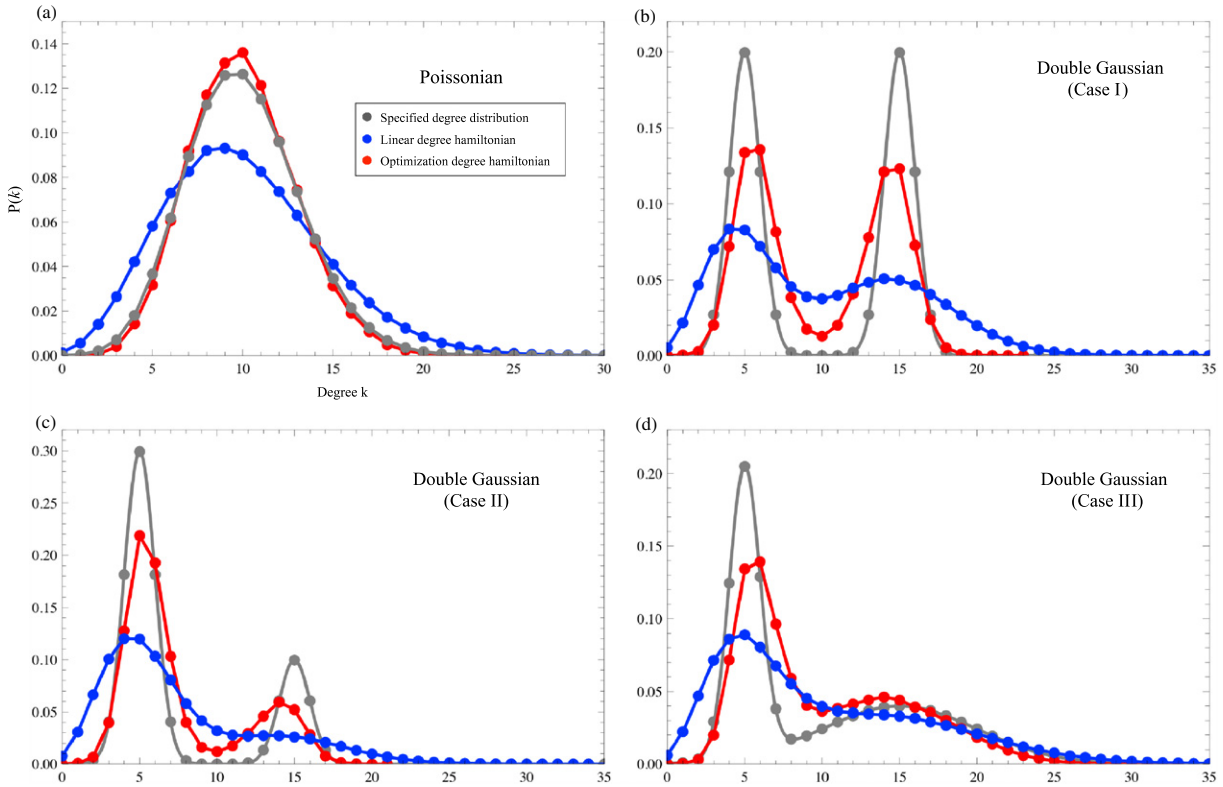 (a)
0.14
0.12
0.10
0.08
0.06
0.04
0.02
0.00
P(k)
Poissonian
Specified degree distribution
Linear degree hamiltonian
Optimization degree hamiltonian
0 5 10 15 20 25 30
Degree k
(b)
0.20
0.15
0.10
0.05
0.00
Double Gaussian
(Case I)
0 5 10 15 20 25 30 35
(c)
0.30
0.25
0.20
0.15
0.10
0.05
0.00
Double Gaussian
(Case II)
0 5 10 15 20 25 30 35
(d)
0.20
0.15
0.10
0.05
0.00
Double Gaussian
(Case III)
0 5 10 15 20 25 30 35